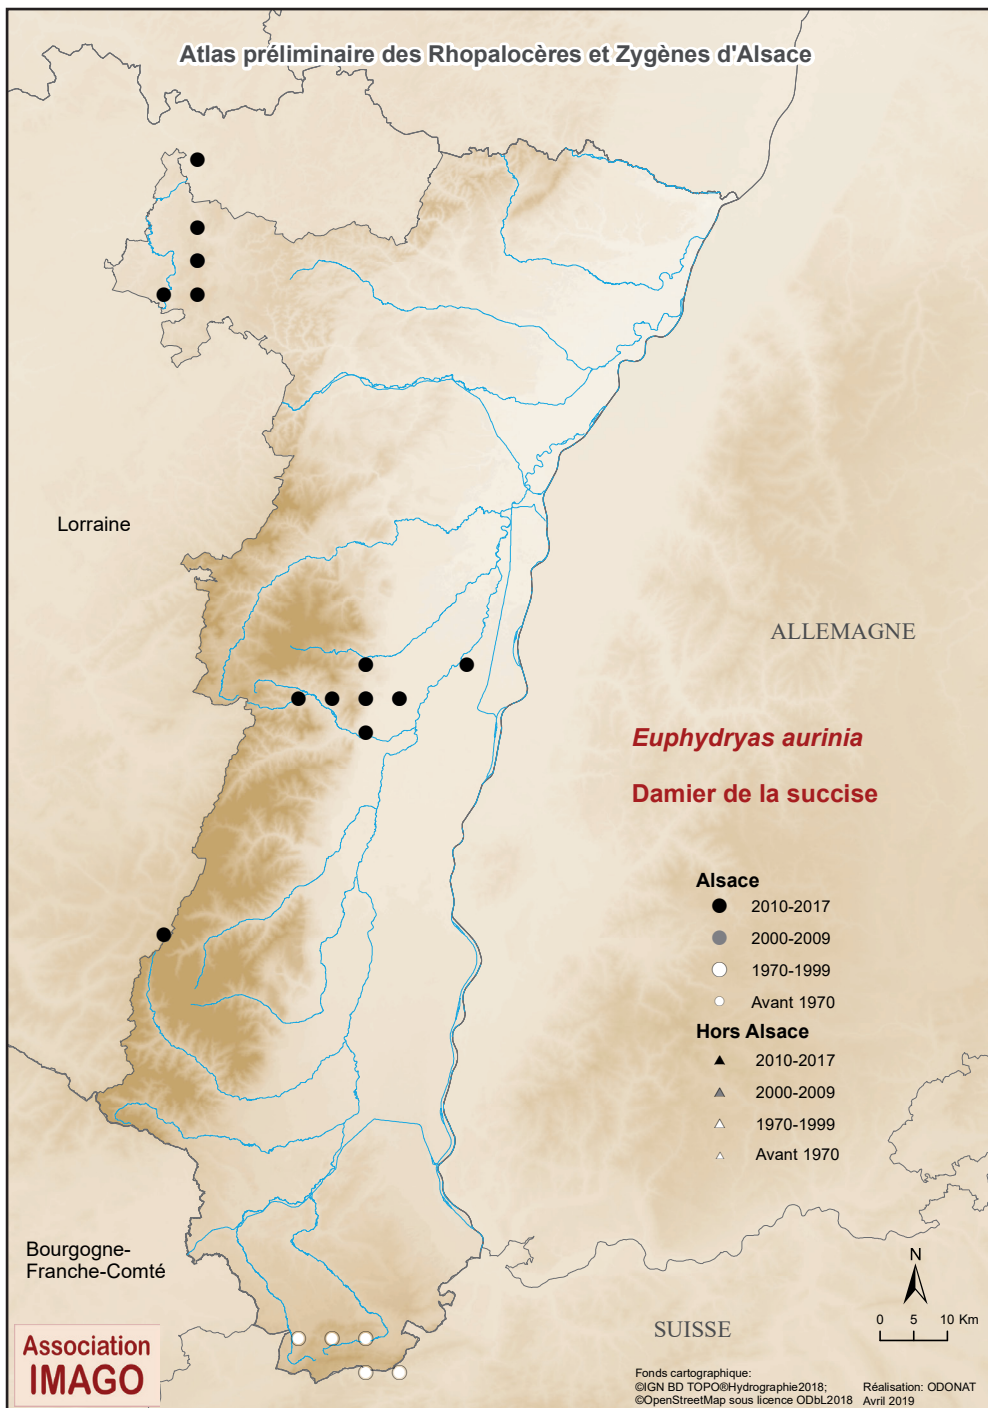 Atlas préliminaire des Rhopalocères et Zygènes d'Alsace
Lorraine
ALLEMAGNE
Euphydryas aurinia
Damier de la succise
Alsace
2010-2017
2000-2009
1970-1999
Avant 1970
Hors Alsace
2010-2017
2000-2009
1970-1999
Avant 1970
Bourgogne-
Franche-Comté
N
0 5 10 Km
SUISSE
Association
IMAGO
Fonds cartographique:
©IGN BD TOPO®Hydrographie2018;
©OpenStreetMap sous licence ODbL2018
Réalisation: ODONAT
Avril 2019